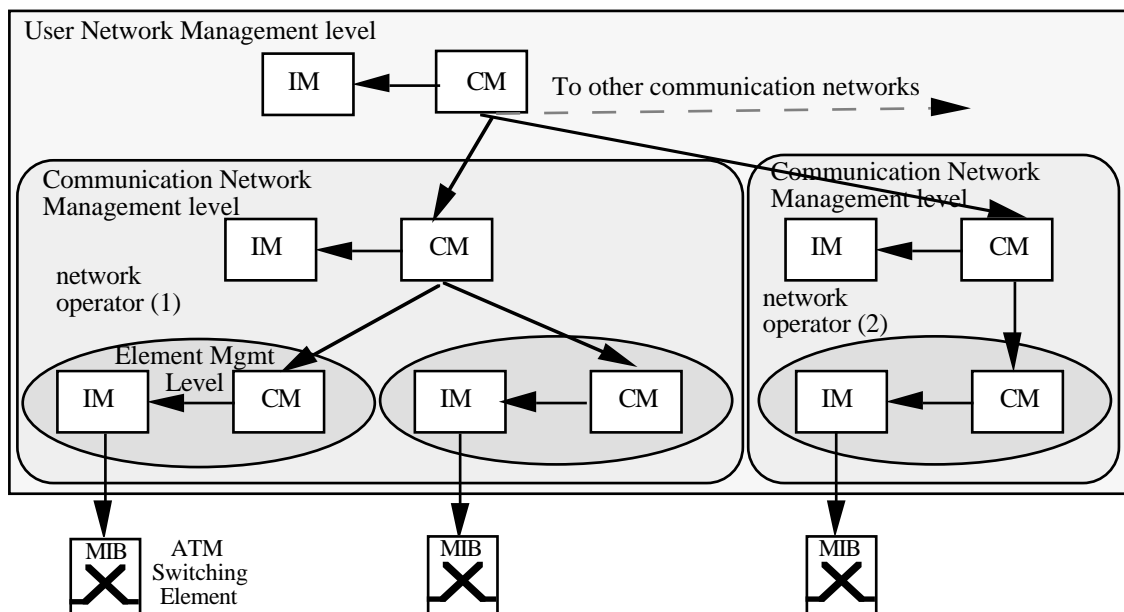 User Network Management level
IM
CM
To other communication networks
Communication Network
Management level
IM
CM
network
operator (1)
Element Mgmt
Level
IM
CM
IM
CM
Communication Network
Management level
IM
CM
network
operator (2)
IM
CM
MIB
ATM
Switching
Element
MIB
MIB